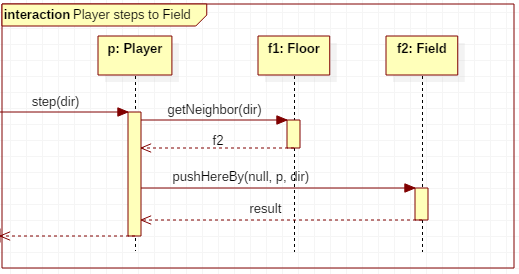 interaction Player steps to Field
p: Player
f1: Floor
f2: Field
step(dir)
getNeighbor(dir)
f2
pushHereBy(null, p, dir)
result